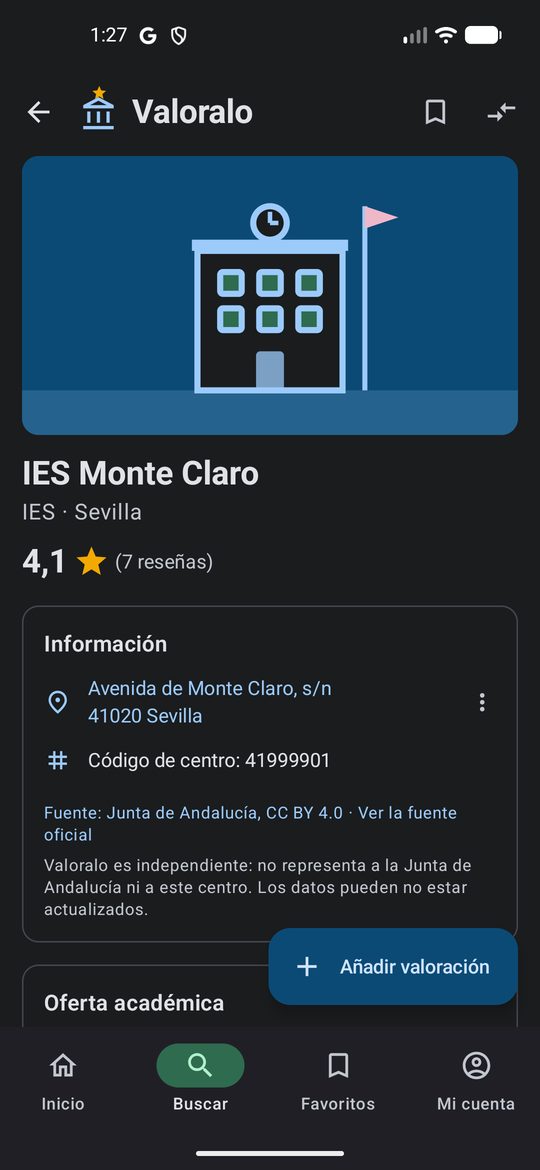 1:27
Valoralo
IES Monte Claro
IES · Sevilla
4,1 (7 reseñas)
Información
Avenida de Monte Claro, s/n
41020 Sevilla
Código de centro: 41999901
Fuente: Junta de Andalucía, CC BY 4.0 · Ver la fuente
oficial
Valoralo es independiente: no representa a la Junta de
Andalucía ni a este centro. Los datos pueden no estar
actualizados.
Añadir valoración
Oferta académica
Inicio
Buscar
Favoritos
Mi cuenta